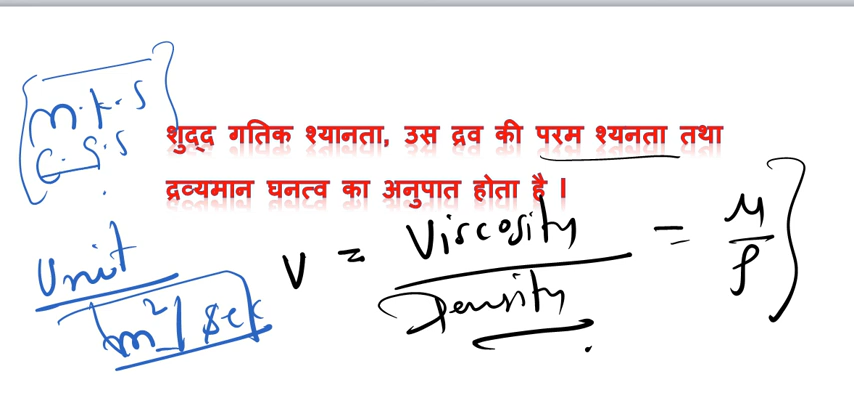 m.k.s
C.G.S
शुद्द गतिक श्यानता, उस द्रव की परम श्यनता तथा
द्रव्यमान घनत्व का अनुपात होता है ।
ν = Viscosity / Density = μ / ρ
Unit
m²/sec